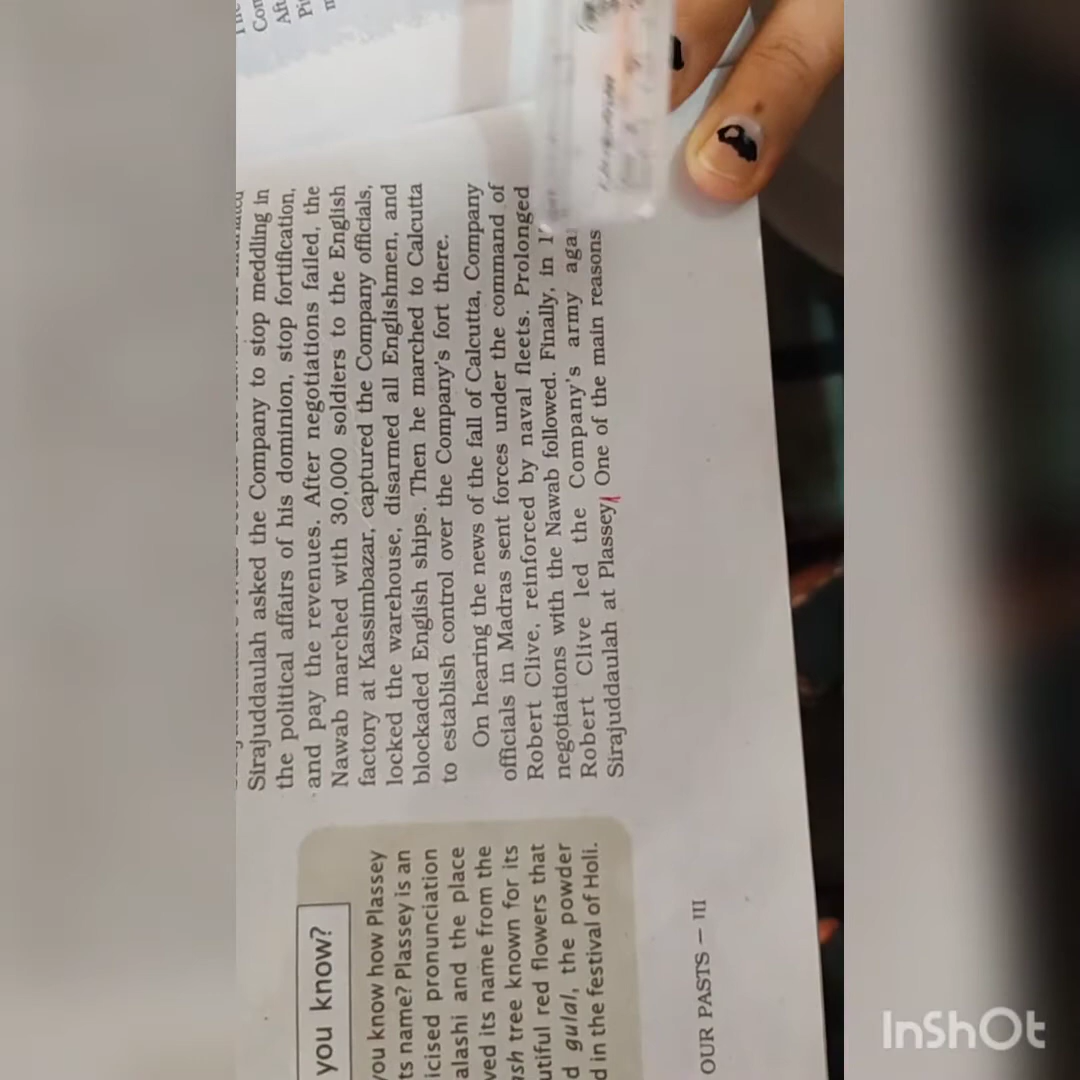 Sirajuddaulah asked the Company to stop meddling in
the political affairs of his dominion, stop fortification,
and pay the revenues. After negotiations failed, the
Nawab marched with 30,000 soldiers to the English
factory at Kassimbazar, captured the Company officials,
locked the warehouse, disarmed all Englishmen, and
blockaded English ships. Then he marched to Calcutta
to establish control over the Company's fort there.
On hearing the news of the fall of Calcutta, Company
officials in Madras sent forces under the command of
Robert Clive, reinforced by naval fleets. Prolonged
negotiations with the Nawab followed. Finally, in
Robert Clive led the Company's army
Sirajuddaulah at Plassey One of the main reasons
you know?
you know how Plassey
ts name? Plassey is an
icised pronunciation
alashi and the place
ved its name from the
ash tree known for its
utiful red flowers that
d gulal, the powder
d in the festival of Holi.
OUR PASTS – III
InShOt